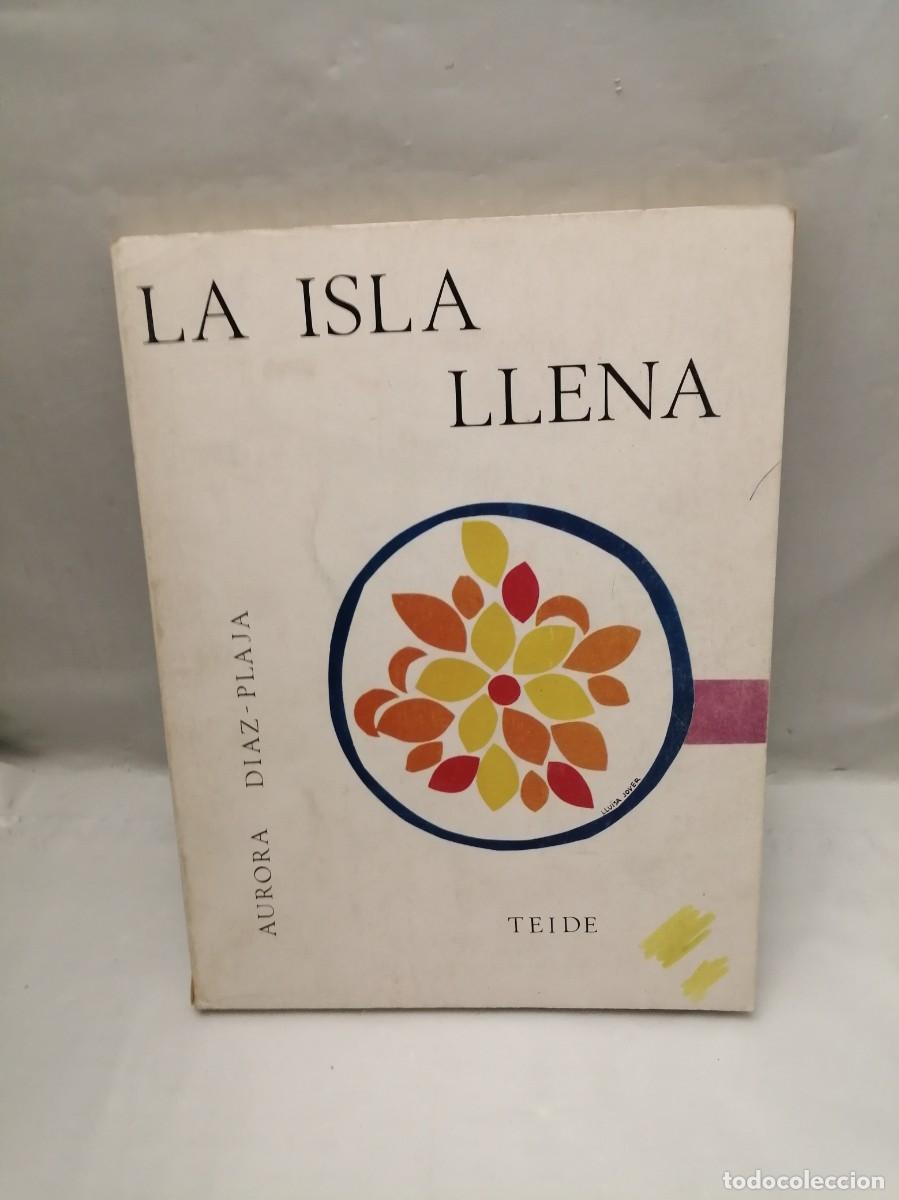 LA ISLA
LLENA
AURORA DIAZ-PLAJA
LLUÏSA JOVER
TEIDE
todocoleccion